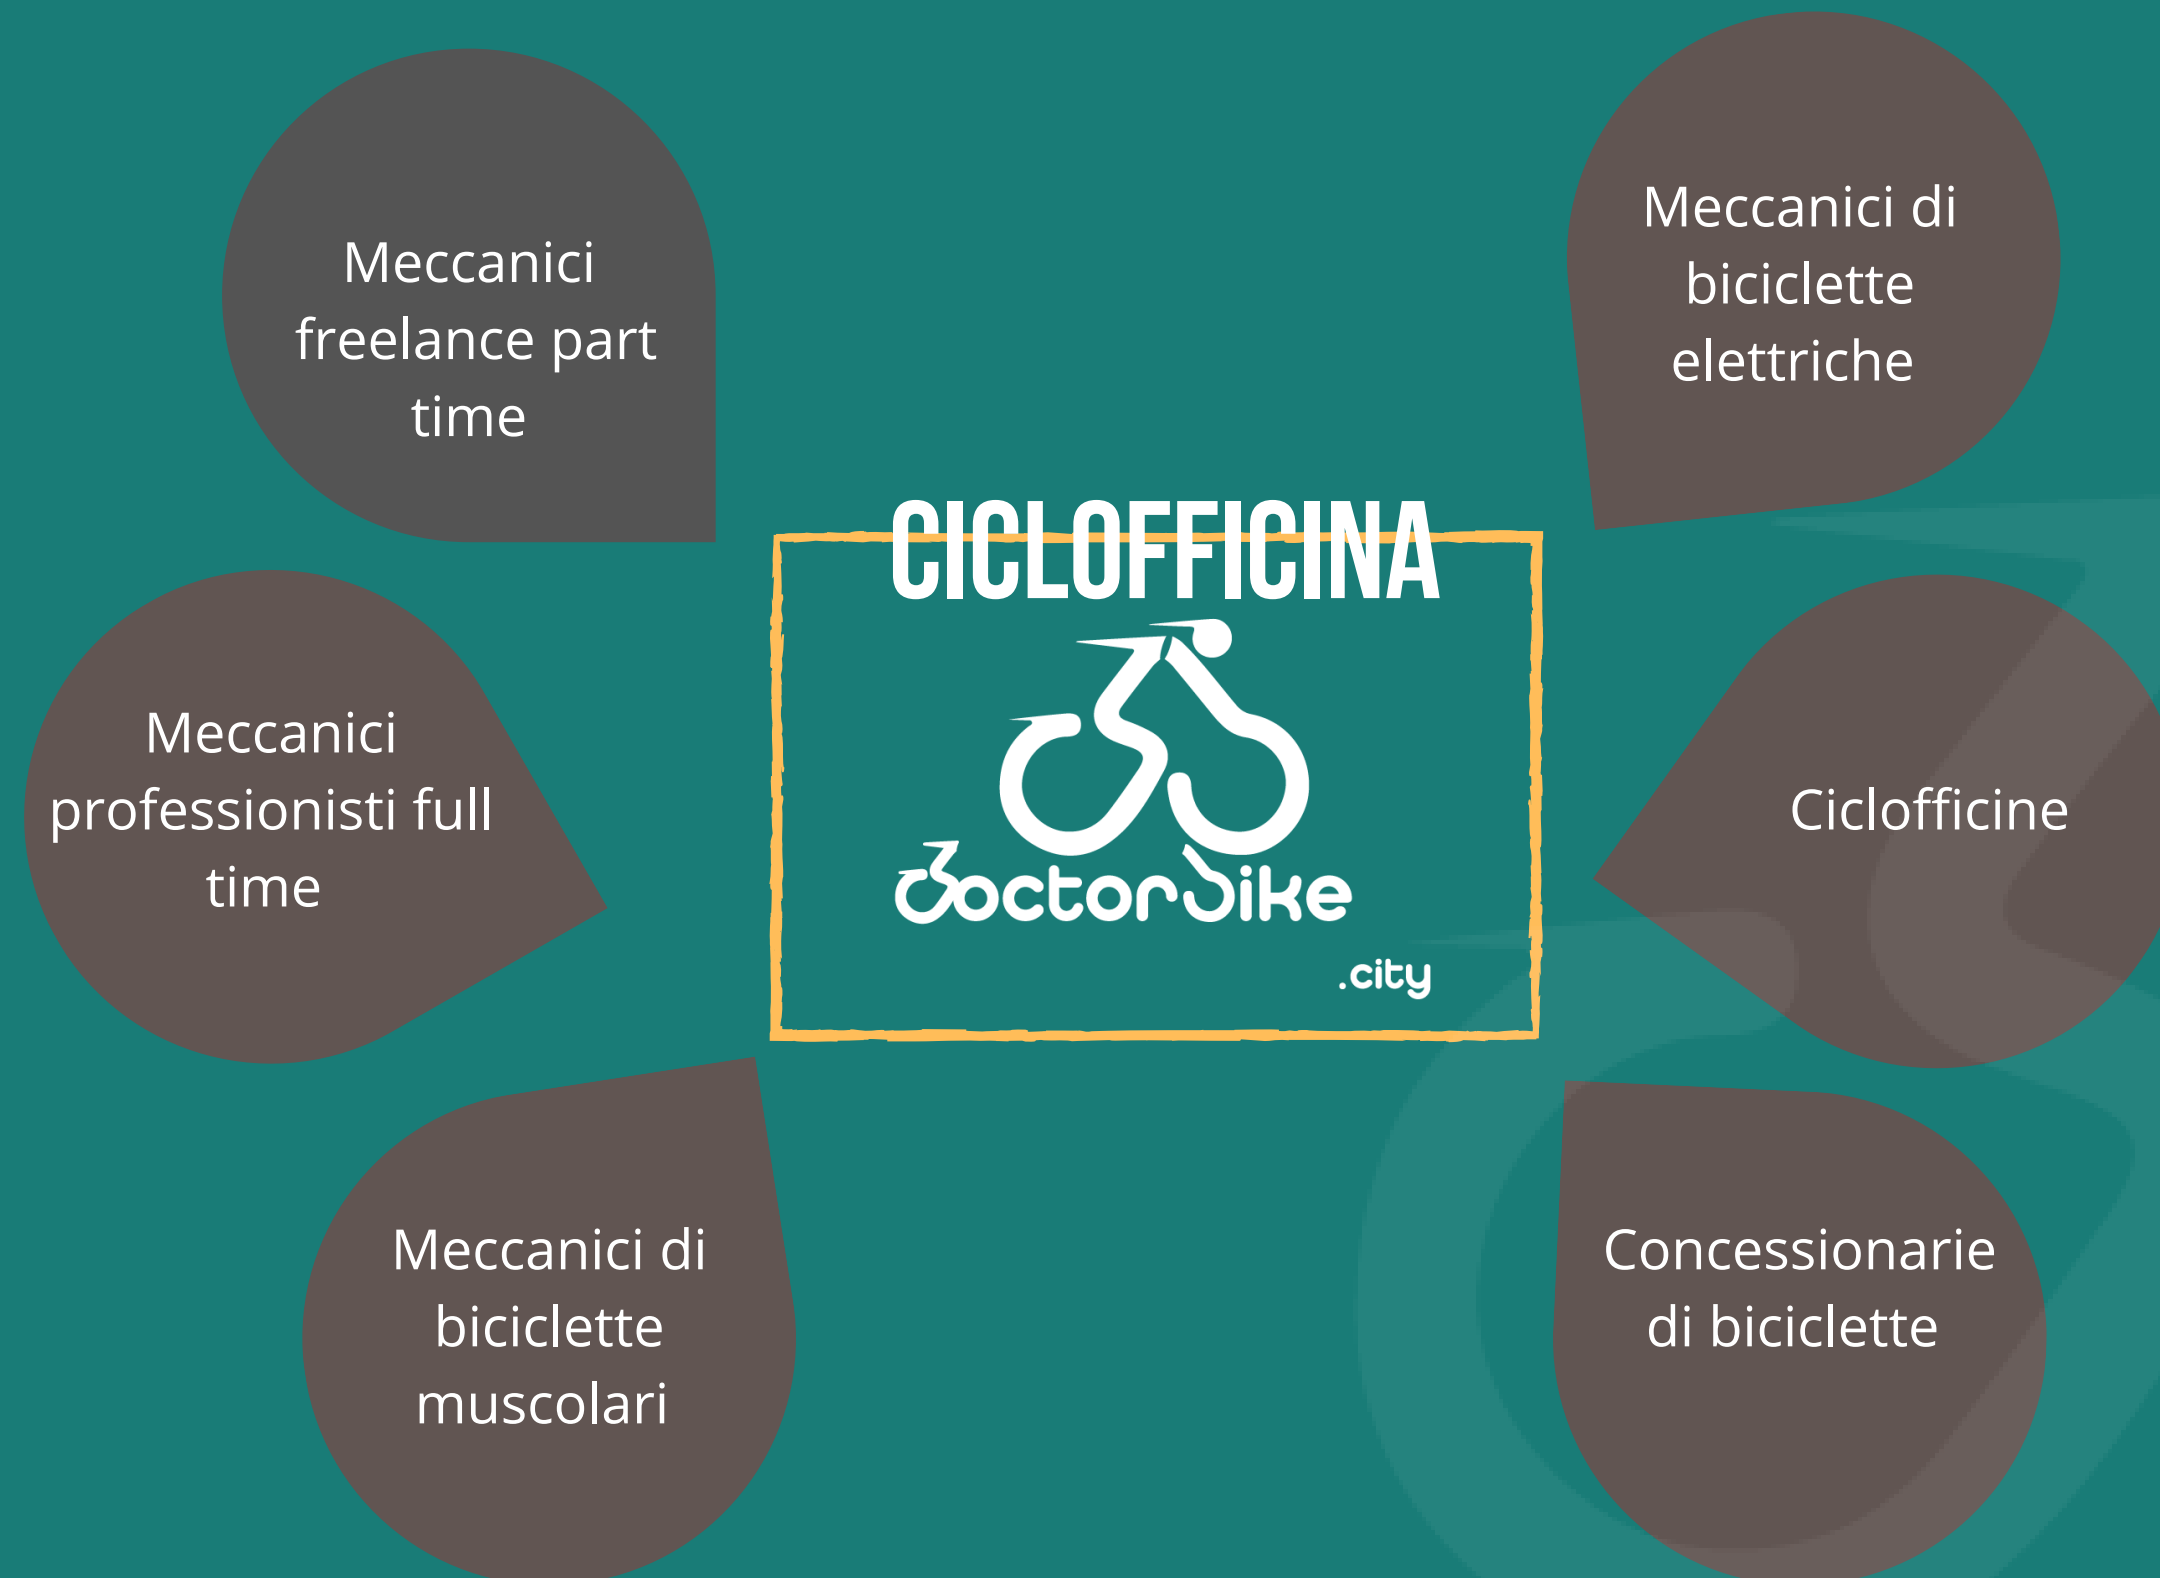 Meccanici
freelance part
time
Meccanici di
biciclette
elettriche
CICLOFFICINA
Doctorbike
.city
Meccanici
professionisti full
time
Ciclofficine
Meccanici di
biciclette
muscolari
Concessionarie
di biciclette